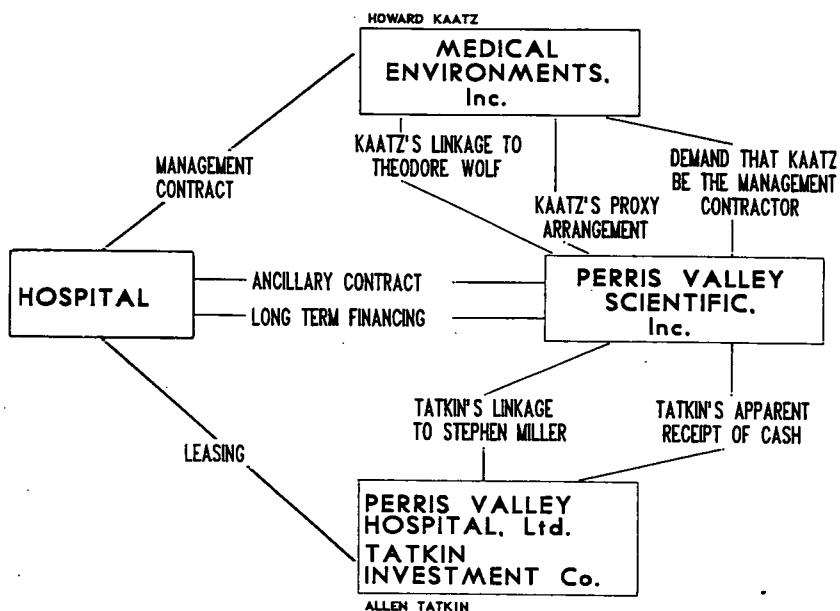 HOWARD KAATZ
MEDICAL
ENVIRONMENTS,
Inc.
KAATZ'S LINKAGE TO
THEODORE WOLF
DEMAND THAT KAATZ
BE THE MANAGEMENT
CONTRACTOR
MANAGEMENT
CONTRACT
KAATZ'S PROXY
ARRANGEMENT
HOSPITAL
ANCILLARY CONTRACT
LONG TERM FINANCING
PERRIS VALLEY
SCIENTIFIC,
Inc.
TATKIN'S LINKAGE
TO STEPHEN MILLER
TATKIN'S APPARENT
RECEIPT OF CASH
LEASING
PERRIS VALLEY
HOSPITAL, Ltd.
TATKIN
INVESTMENT Co.
ALLEN TATKIN